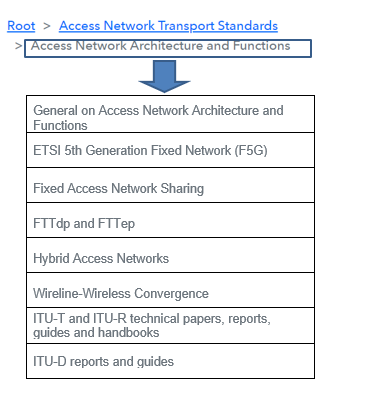 Root > Access Network Transport Standards
> Access Network Architecture and Functions
General on Access Network Architecture and
Functions
ETSI 5th Generation Fixed Network (F5G)
Fixed Access Network Sharing
FTTdp and FTTep
Hybrid Access Networks
Wireline-Wireless Convergence
ITU-T and ITU-R technical papers, reports,
guides and handbooks
ITU-D reports and guides